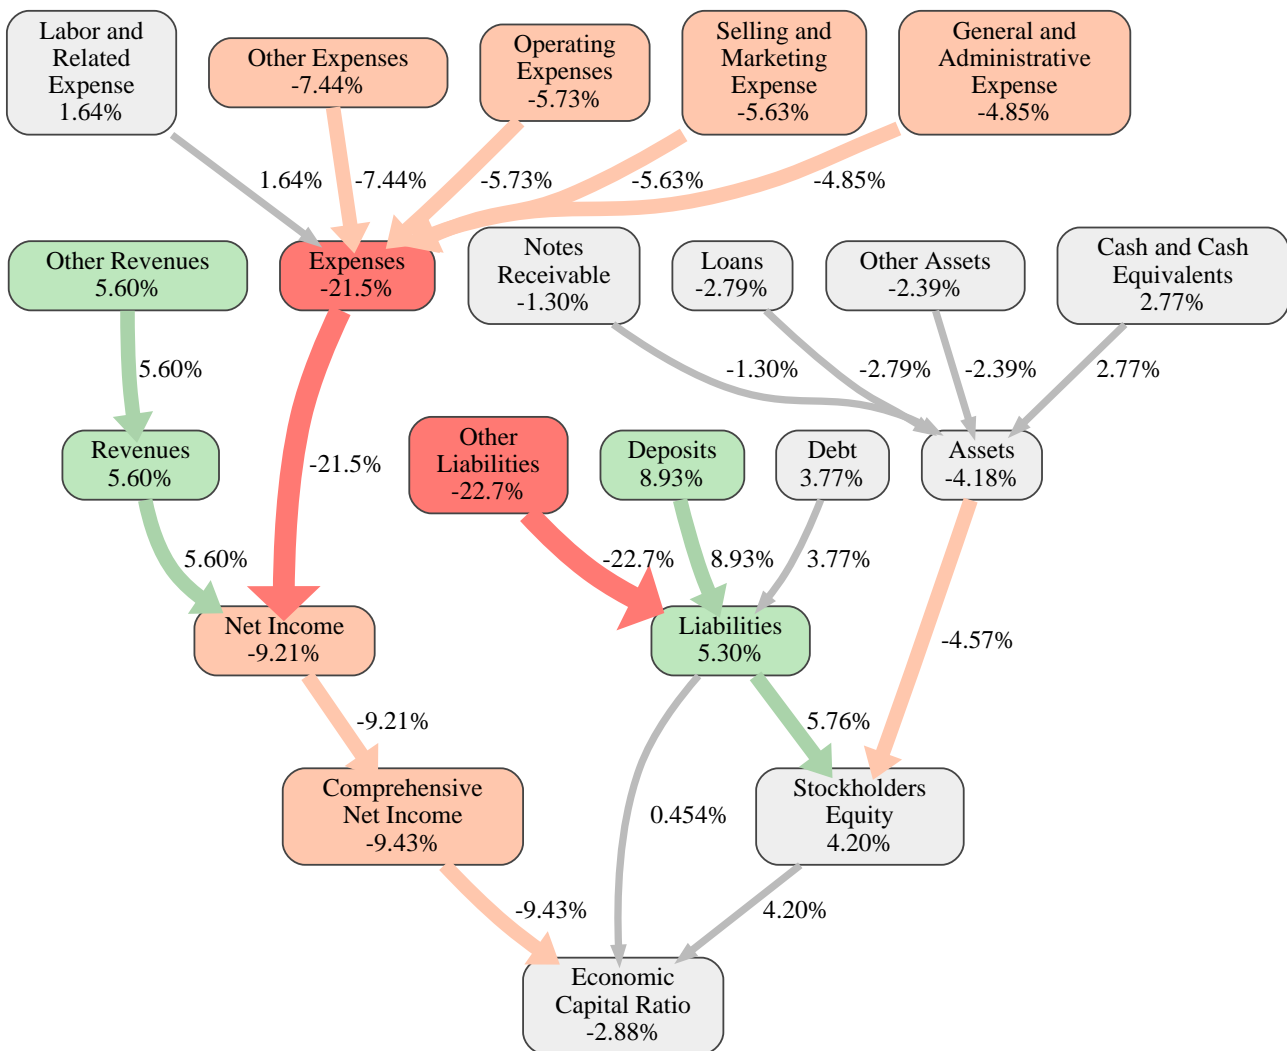 Labor and
Related
Expense
1.64%
Other Expenses
-7.44%
Operating
Expenses
-5.73%
Selling and
Marketing
Expense
-5.63%
General and
Administrative
Expense
-4.85%
1.64%
-7.44%
-5.73%
-5.63%
-4.85%
Other Revenues
5.60%
Expenses
-21.5%
Notes
Receivable
-1.30%
Loans
-2.79%
Other Assets
-2.39%
Cash and Cash
Equivalents
2.77%
5.60%
-1.30%
-2.79%
-2.39%
2.77%
Revenues
5.60%
-21.5%
Other
Liabilities
-22.7%
Deposits
8.93%
Debt
3.77%
Assets
-4.18%
5.60%
-22.7%
8.93%
3.77%
Net Income
-9.21%
Liabilities
5.30%
-4.57%
-9.21%
5.76%
Comprehensive
Net Income
-9.43%
0.454%
Stockholders
Equity
4.20%
-9.43%
4.20%
Economic
Capital Ratio
-2.88%